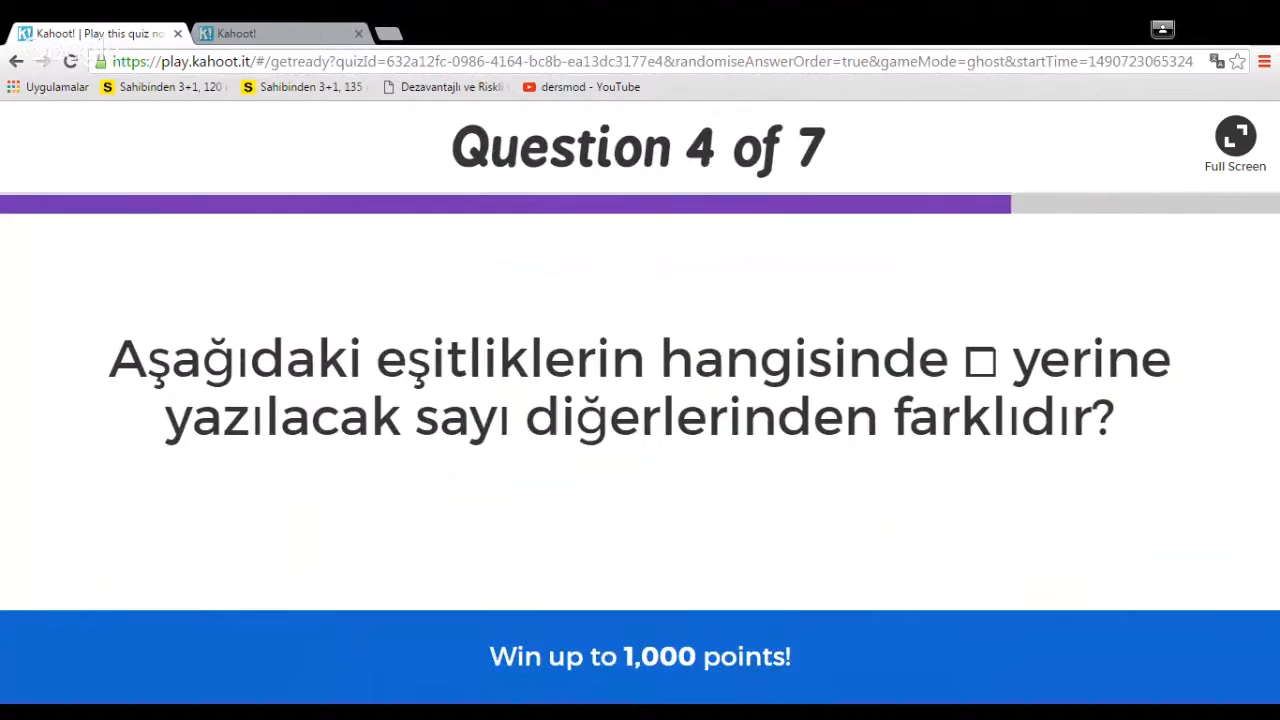 Kahoot! | Play this quiz no
Kahoot!
https://play.kahoot.it/#/getready?quizId=632a12fc-0986-4194-bc8b-ea13dc3177e4&randomiseAnswerOrder=true&gameMode=ghost&startTime=1490723065324
Uygulamalar Sahibinden 3+1, 120 Sahibinden 3+1, 135 Dezavantajlı ve Riskli dersmod - YouTube
Question 4 of 7
Full Screen
Aşağıdaki eşitliklerin hangisinde □ yerine
yazılacak sayı diğerlerinden farklıdır?
Win up to 1,000 points!